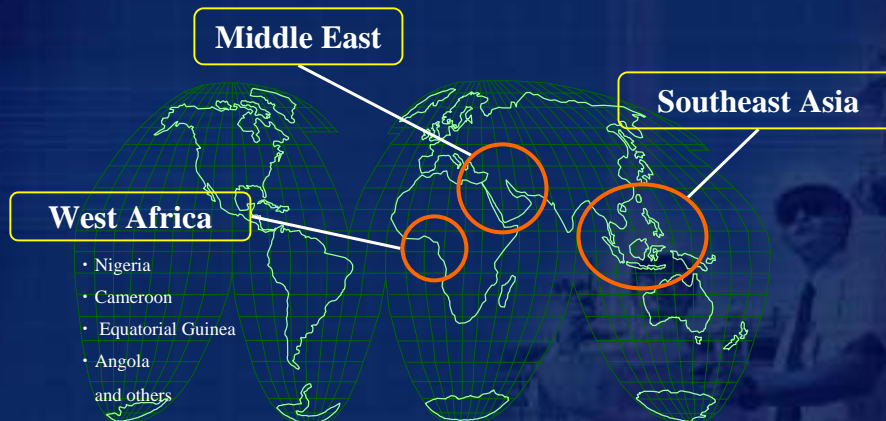 Middle East
Southeast Asia
West Africa
・Nigeria
・Cameroon
・ Equatorial Guinea
・Angola
and others